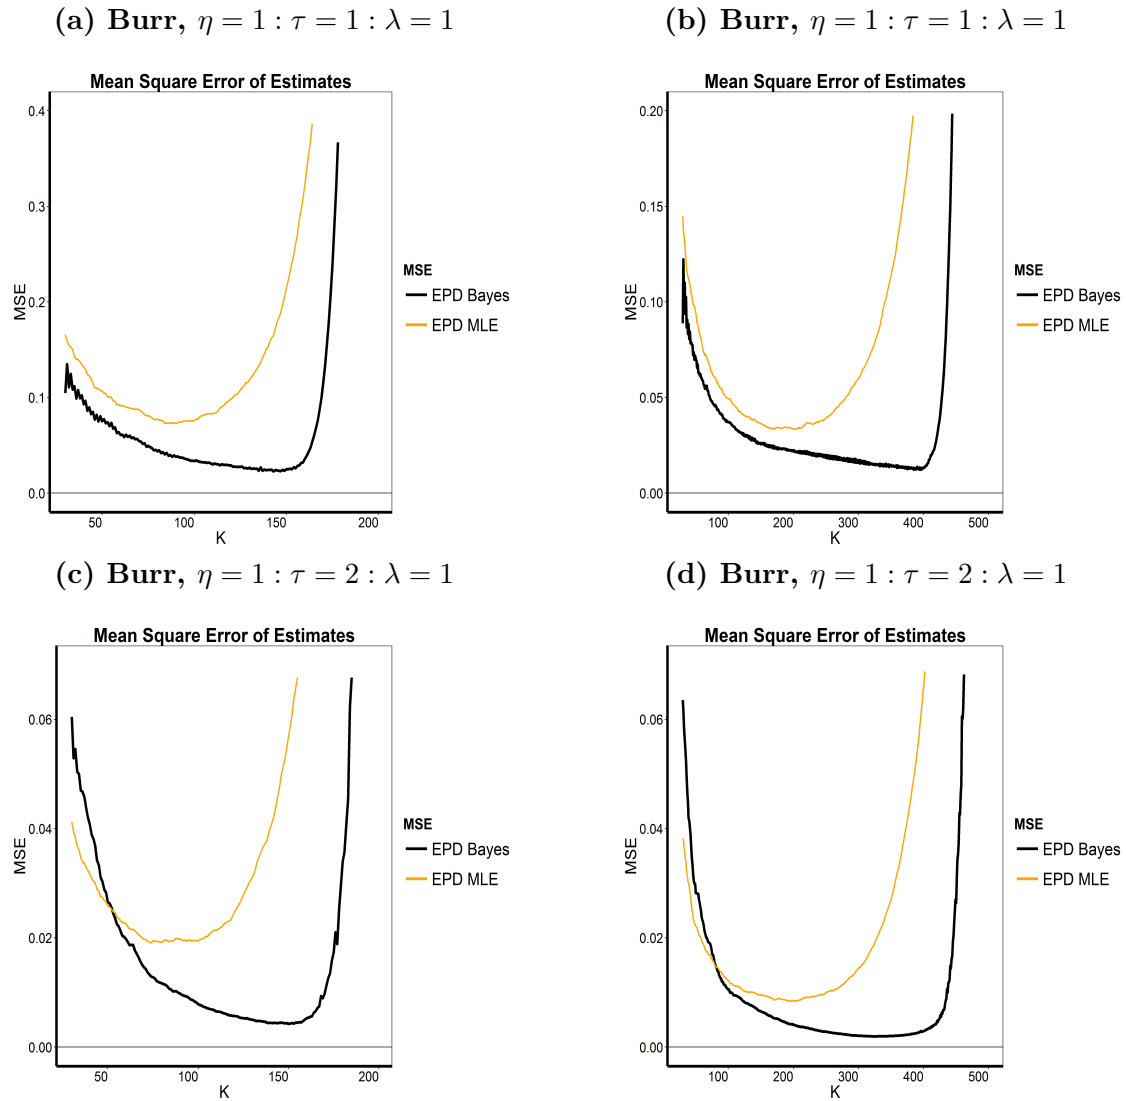 (a) Burr, η = 1 : τ = 1 : λ = 1
Mean Square Error of Estimates
0.4
0.3
0.2
0.1
0.0
MSE
50 100 150 200
K
MSE
EPD Bayes
EPD MLE
(b) Burr, η = 1 : τ = 1 : λ = 1
Mean Square Error of Estimates
0.20
0.15
0.10
0.05
0.00
MSE
100 200 300 400 500
K
MSE
EPD Bayes
EPD MLE
(c) Burr, η = 1 : τ = 2 : λ = 1
Mean Square Error of Estimates
0.06
0.04
0.02
0.00
MSE
50 100 150 200
K
MSE
EPD Bayes
EPD MLE
(d) Burr, η = 1 : τ = 2 : λ = 1
Mean Square Error of Estimates
0.06
0.04
0.02
0.00
MSE
100 200 300 400 500
K
MSE
EPD Bayes
EPD MLE